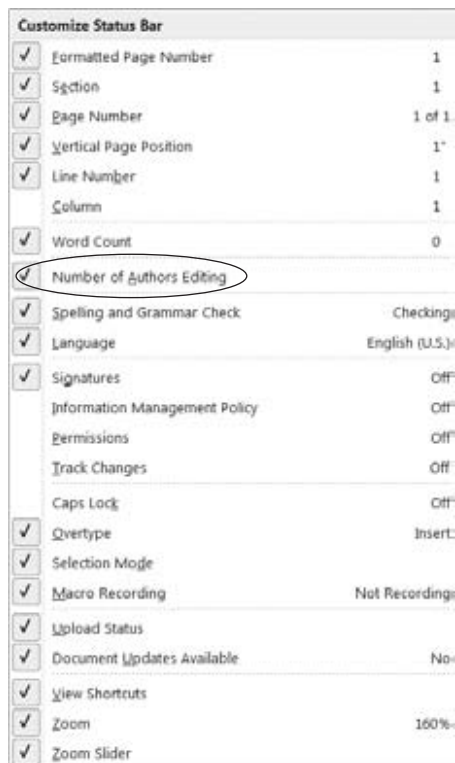 Customize Status Bar
Formatted Page Number 1
Section 1
Page Number 1 of 1
Vertical Page Position 1"
Line Number 1
Column 1
Word Count 0
Number of Authors Editing
Spelling and Grammar Check Checking
Language English (U.S.)
Signatures Off
Information Management Policy Off
Permissions Off
Track Changes Off
Caps Lock Off
Overtype Insert
Selection Mode
Macro Recording Not Recording
Upload Status
Document Updates Available No
View Shortcuts
Zoom 160%
Zoom Slider